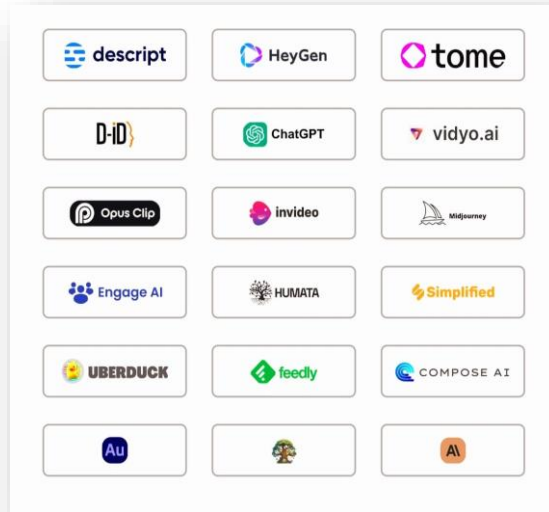 descript
HeyGen
tome
D-iD}
ChatGPT
vidyo.ai
Opus Clip
invideo
Midjourney
Engage AI
HUMATA
Simplified
UBERDUCK
feedly
COMPOSE AI
Au
A\